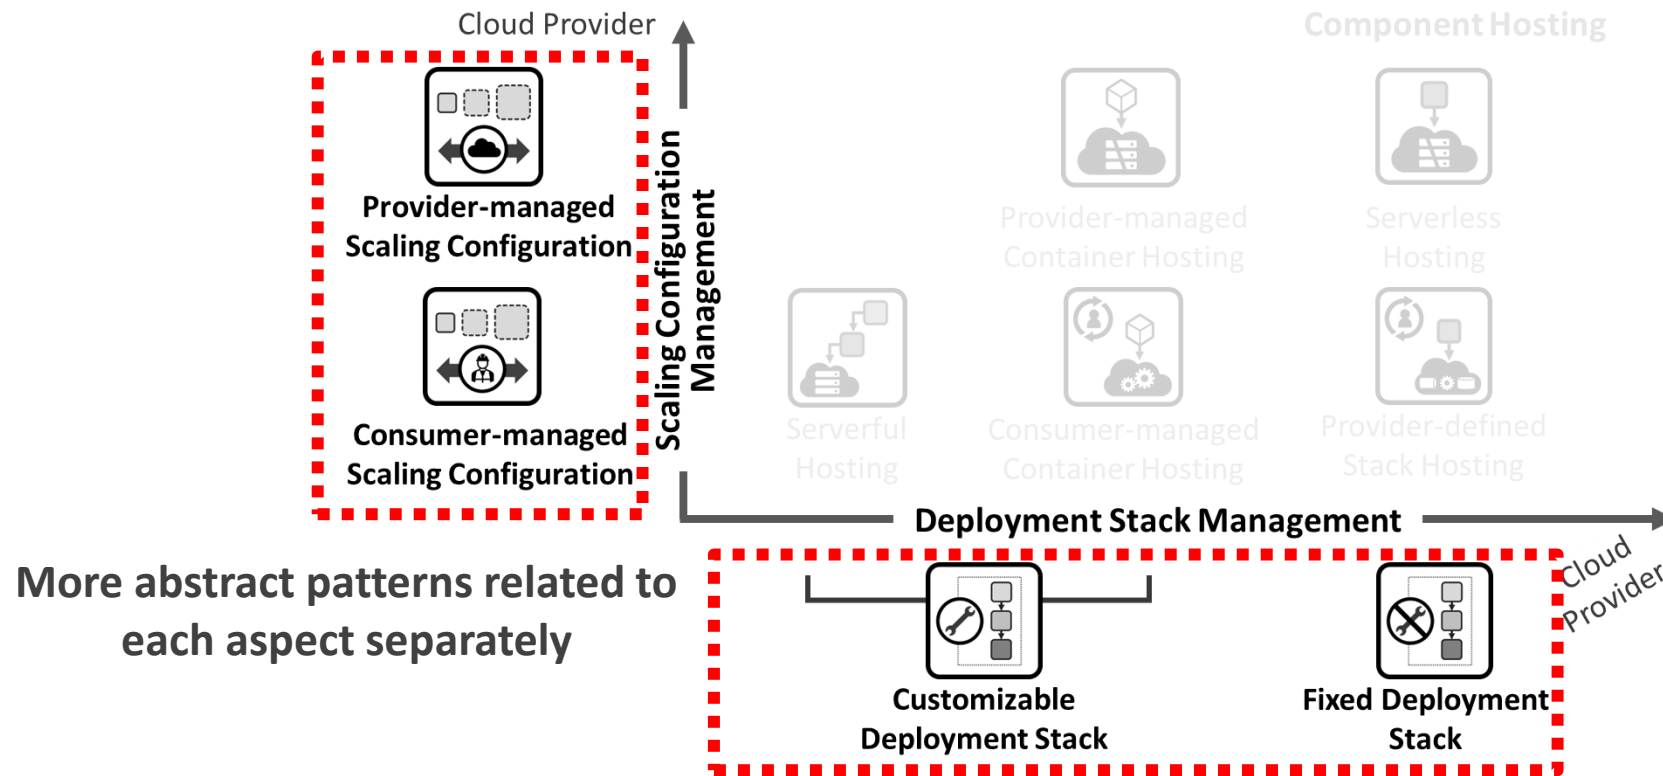 Cloud Provider
Component Hosting
Provider-managed
Scaling Configuration
Consumer-managed
Scaling Configuration
Scaling Configuration
Management
Provider-managed
Container Hosting
Serverless
Hosting
Serverful
Hosting
Consumer-managed
Container Hosting
Provider-defined
Stack Hosting
Deployment Stack Management
Cloud
Provider
More abstract patterns related to
each aspect separately
Customizable
Deployment Stack
Fixed Deployment
Stack